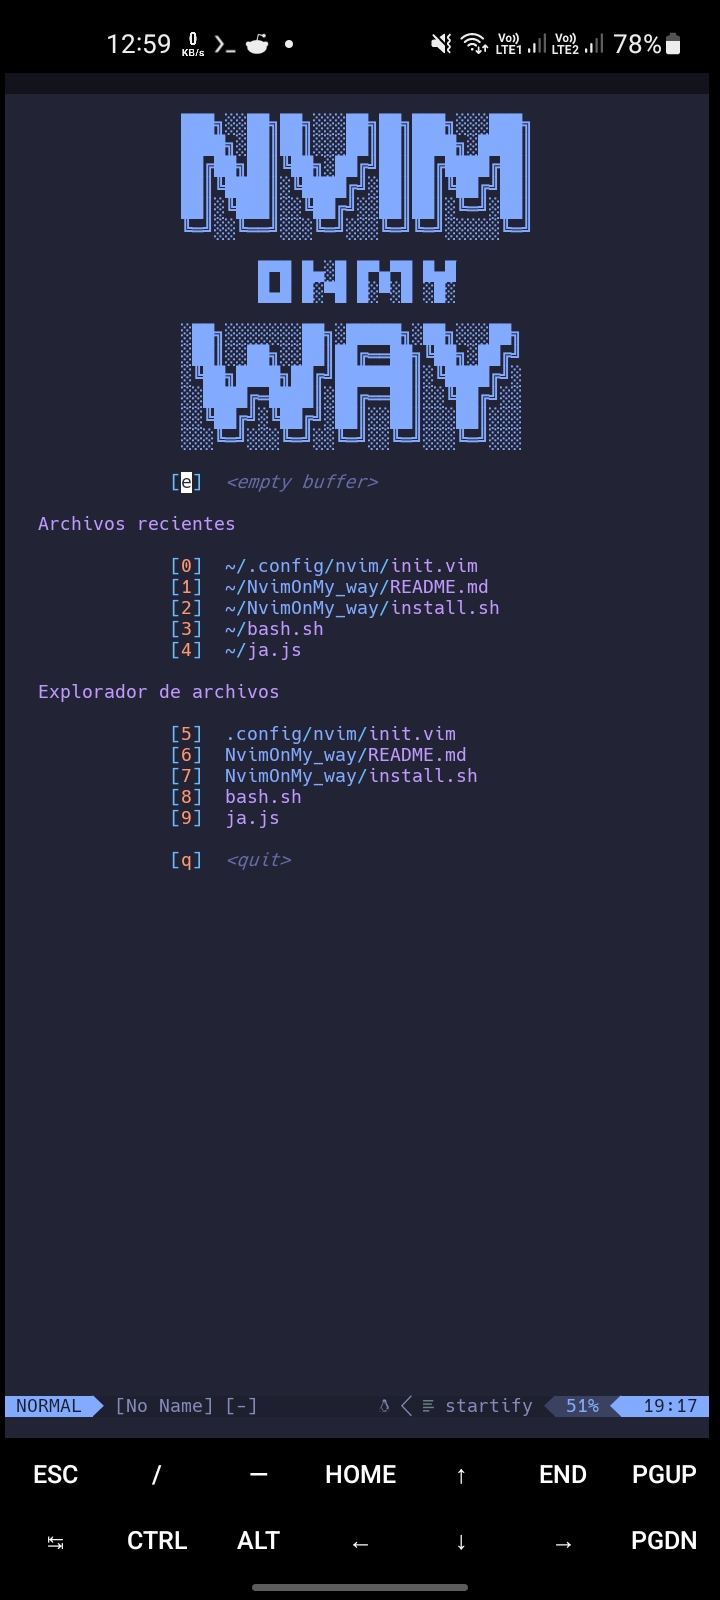 12:59 0 KB/s Vo)) LTE1 Vo)) LTE2 78%
NVIM
ON MY
WAY
[e] <empty buffer>
Archivos recientes
[0] ~/.config/nvim/init.vim
[1] ~/NvimOnMy_way/README.md
[2] ~/NvimOnMy_way/install.sh
[3] ~/bash.sh
[4] ~/ja.js
Explorador de archivos
[5] .config/nvim/init.vim
[6] NvimOnMy_way/README.md
[7] NvimOnMy_way/install.sh
[8] bash.sh
[9] ja.js
[q] <quit>
NORMAL [No Name] [-] startify 51% 19:17
ESC / — HOME ↑ END PGUP
↹ CTRL ALT ← ↓ → PGDN